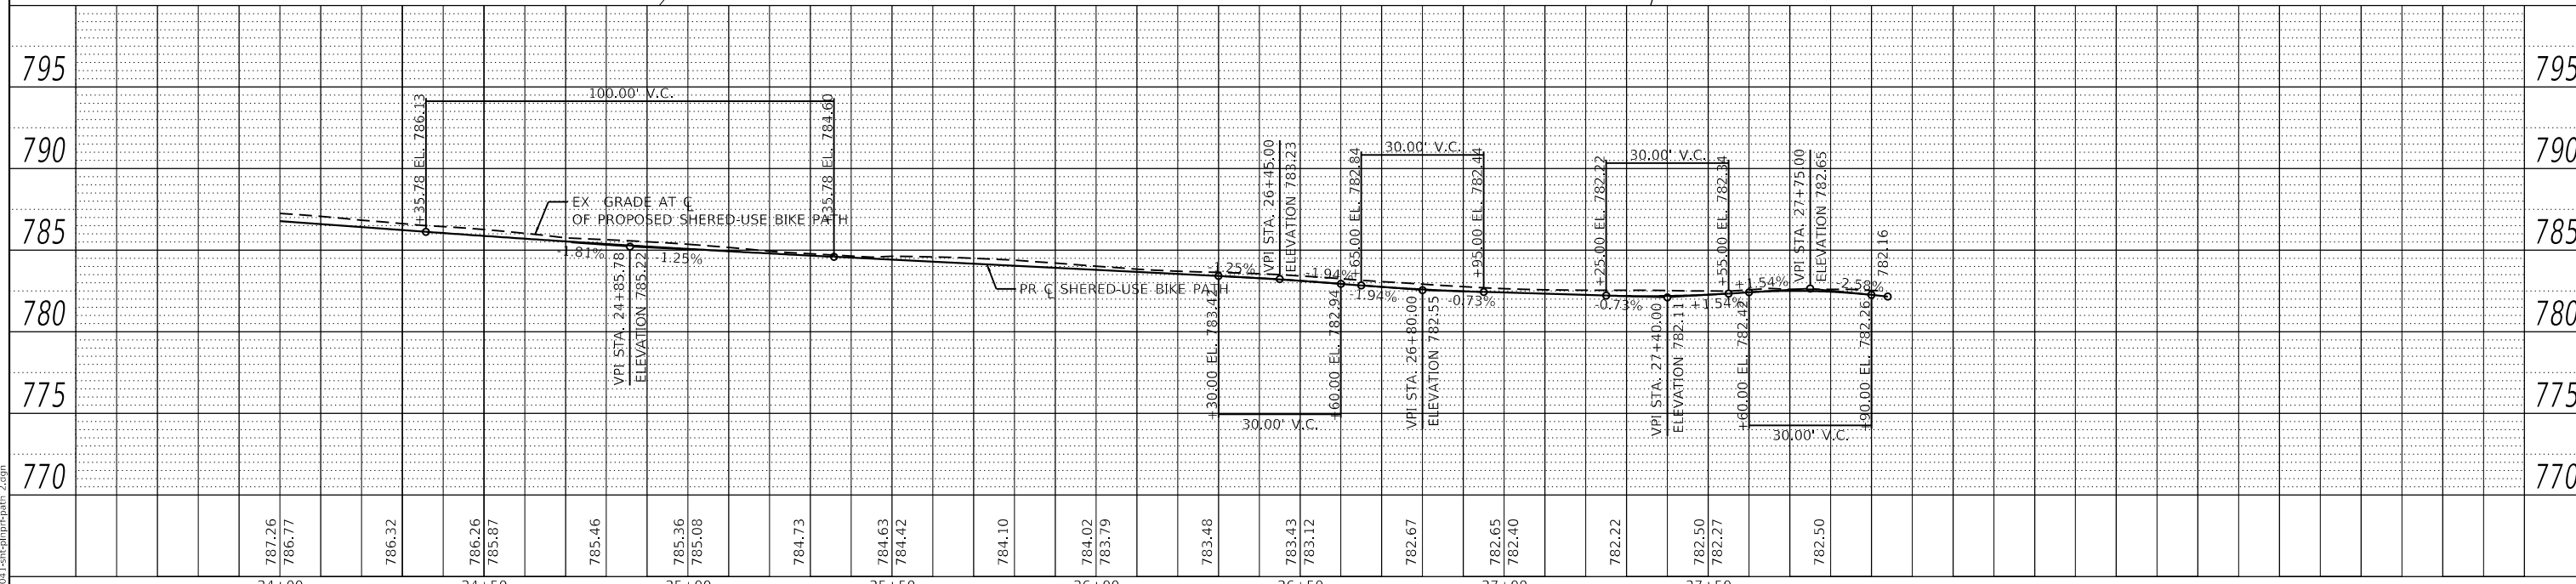 795
795
790
790
785
785
780
780
775
775
770
770
100.00' V.C.
+35.78 EL. 786.13
+35.78 EL. 784.60
EX GRADE AT ℄
OF PROPOSED SHERED-USE BIKE PATH
-1.81%
VPI STA. 24+85.78
ELEVATION 785.22
-1.25%
PR ℄ SHERED-USE BIKE PATH
-1.25%
VPI STA. 26+45.00
ELEVATION 783.23
-1.94%
+30.00 EL. 783.42
+60.00 EL. 782.94
30.00' V.C.
30.00' V.C.
+65.00 EL. 782.84
+95.00 EL. 782.44
-1.94%
VPI STA. 26+80.00
ELEVATION 782.55
-0.73%
30.00' V.C.
+25.00 EL. 782.22
+55.00 EL. 782.34
-0.73%
VPI STA. 27+40.00
ELEVATION 782.11
+1.54%
+1.54%
VPI STA. 27+75.00
ELEVATION 782.65
-2.58%
782.16
+60.00 EL. 782.42
+90.00 EL. 782.26
30.00' V.C.
787.26
786.77
786.32
786.26
785.87
785.46
785.36
785.08
784.73
784.63
784.42
784.10
784.02
783.79
783.48
783.43
783.12
782.67
782.65
782.40
782.22
782.50
782.27
782.50